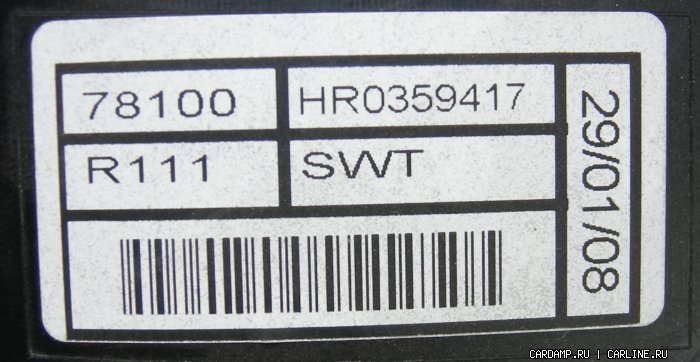 78100
HR0359417
R111
SWT
29/01/08
CARDAMP.RU | CARLINE.RU